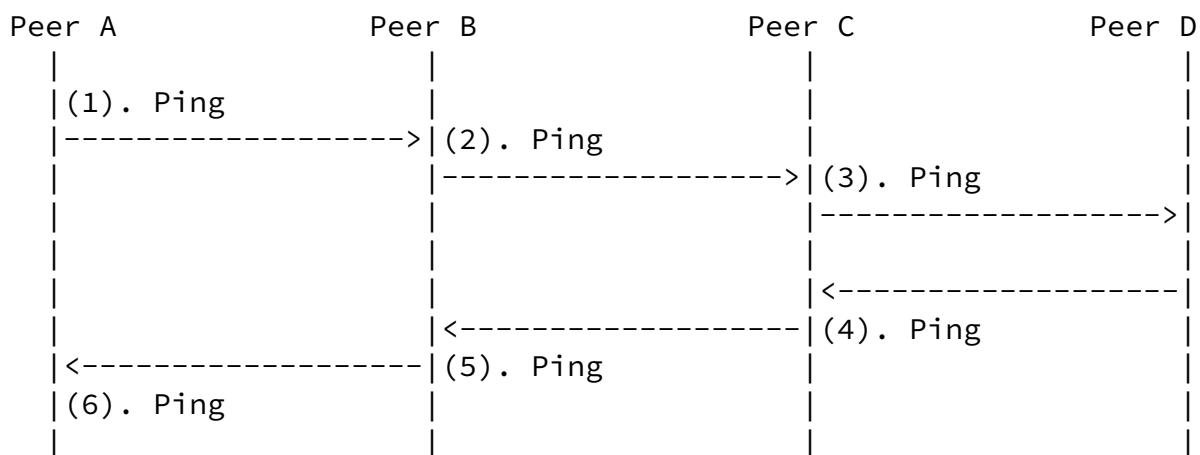 Peer A Peer B Peer C Peer D
(1). Ping
(2). Ping
(3). Ping
(4). Ping
(5). Ping
(6). Ping